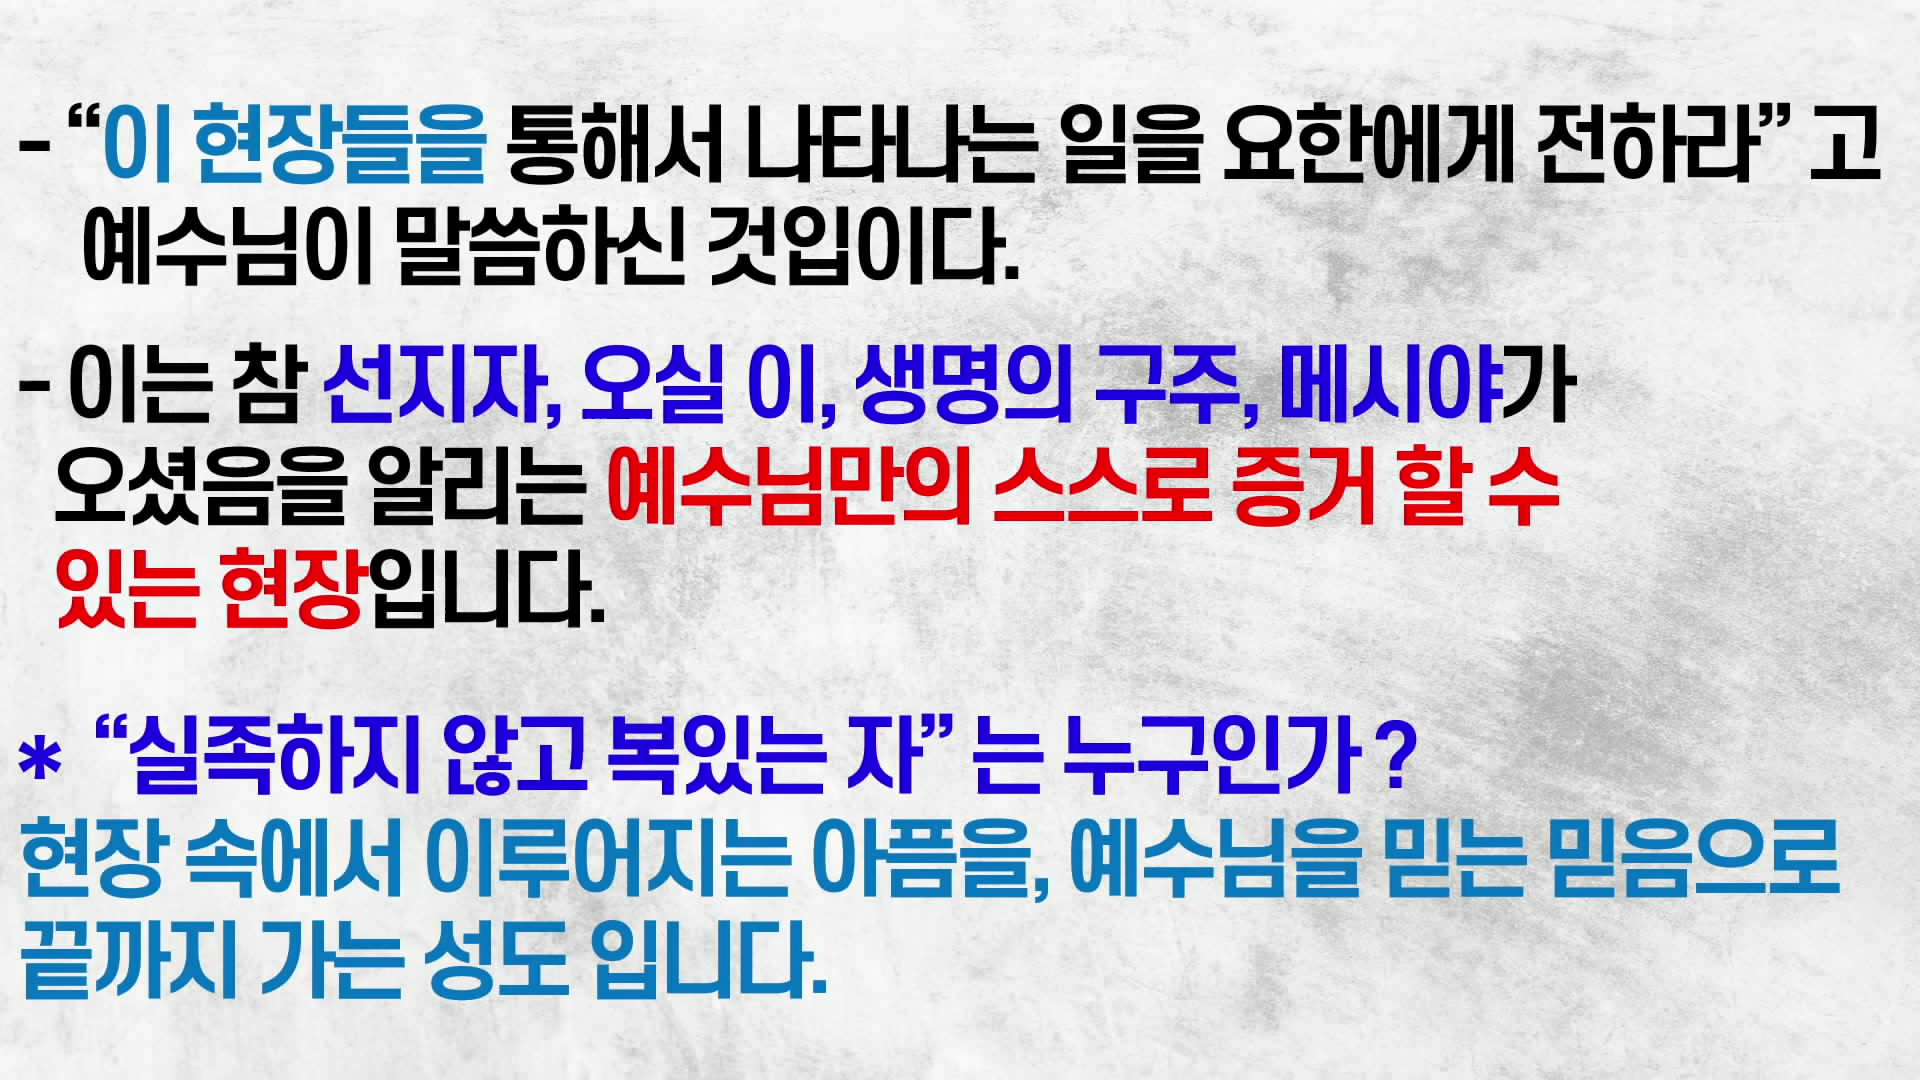 - “이 현장들을 통해서 나타나는 일을 요한에게 전하라” 고
예수님이 말씀하신 것입이다.
- 이는 참 선지자, 오실 이, 생명의 구주, 메시야가
오셨음을 알리는 예수님만의 스스로 증거 할 수
있는 현장입니다.
* “실족하지 않고 복있는 자” 는 누구인가 ?
현장 속에서 이루어지는 아픔을, 예수님을 믿는 믿음으로
끝까지 가는 성도 입니다.